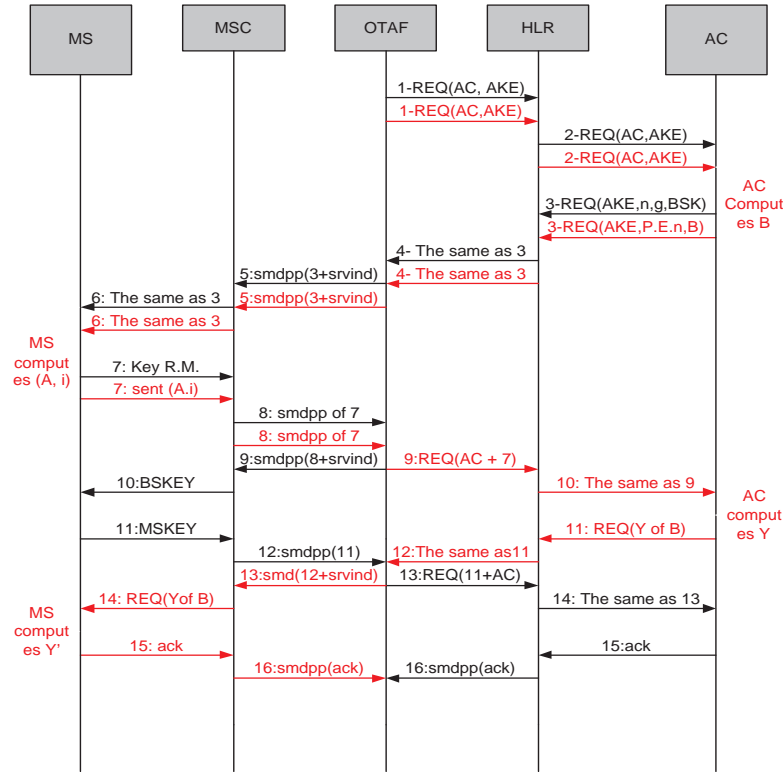 MS
MSC
OTAF
HLR
AC
1-REQ(AC, AKE)
1-REQ(AC,AKE)
2-REQ(AC,AKE)
2-REQ(AC,AKE)
AC
Comput
es B
3-REQ(AKE,n,g,BSK)
3-REQ(AKE,P.E.n,B)
4- The same as 3
4- The same as 3
5:smdpp(3+srvind)
5:smdpp(3+srvind)
6: The same as 3
6: The same as 3
MS
comput
es (A, i)
7: Key R.M.
7: sent (A.i)
8: smdpp of 7
8: smdpp of 7
9:smdpp(8+srvind)
9:REQ(AC + 7)
10:BSKEY
10: The same as 9
AC
comput
es Y
11:MSKEY
11: REQ(Y of B)
12:smdpp(11)
12:The same as11
13:smd(12+srvind)
13:REQ(11+AC)
14: REQ(Yof B)
14: The same as 13
MS
comput
es Y'
15: ack
15:ack
16:smdpp(ack)
16:smdpp(ack)